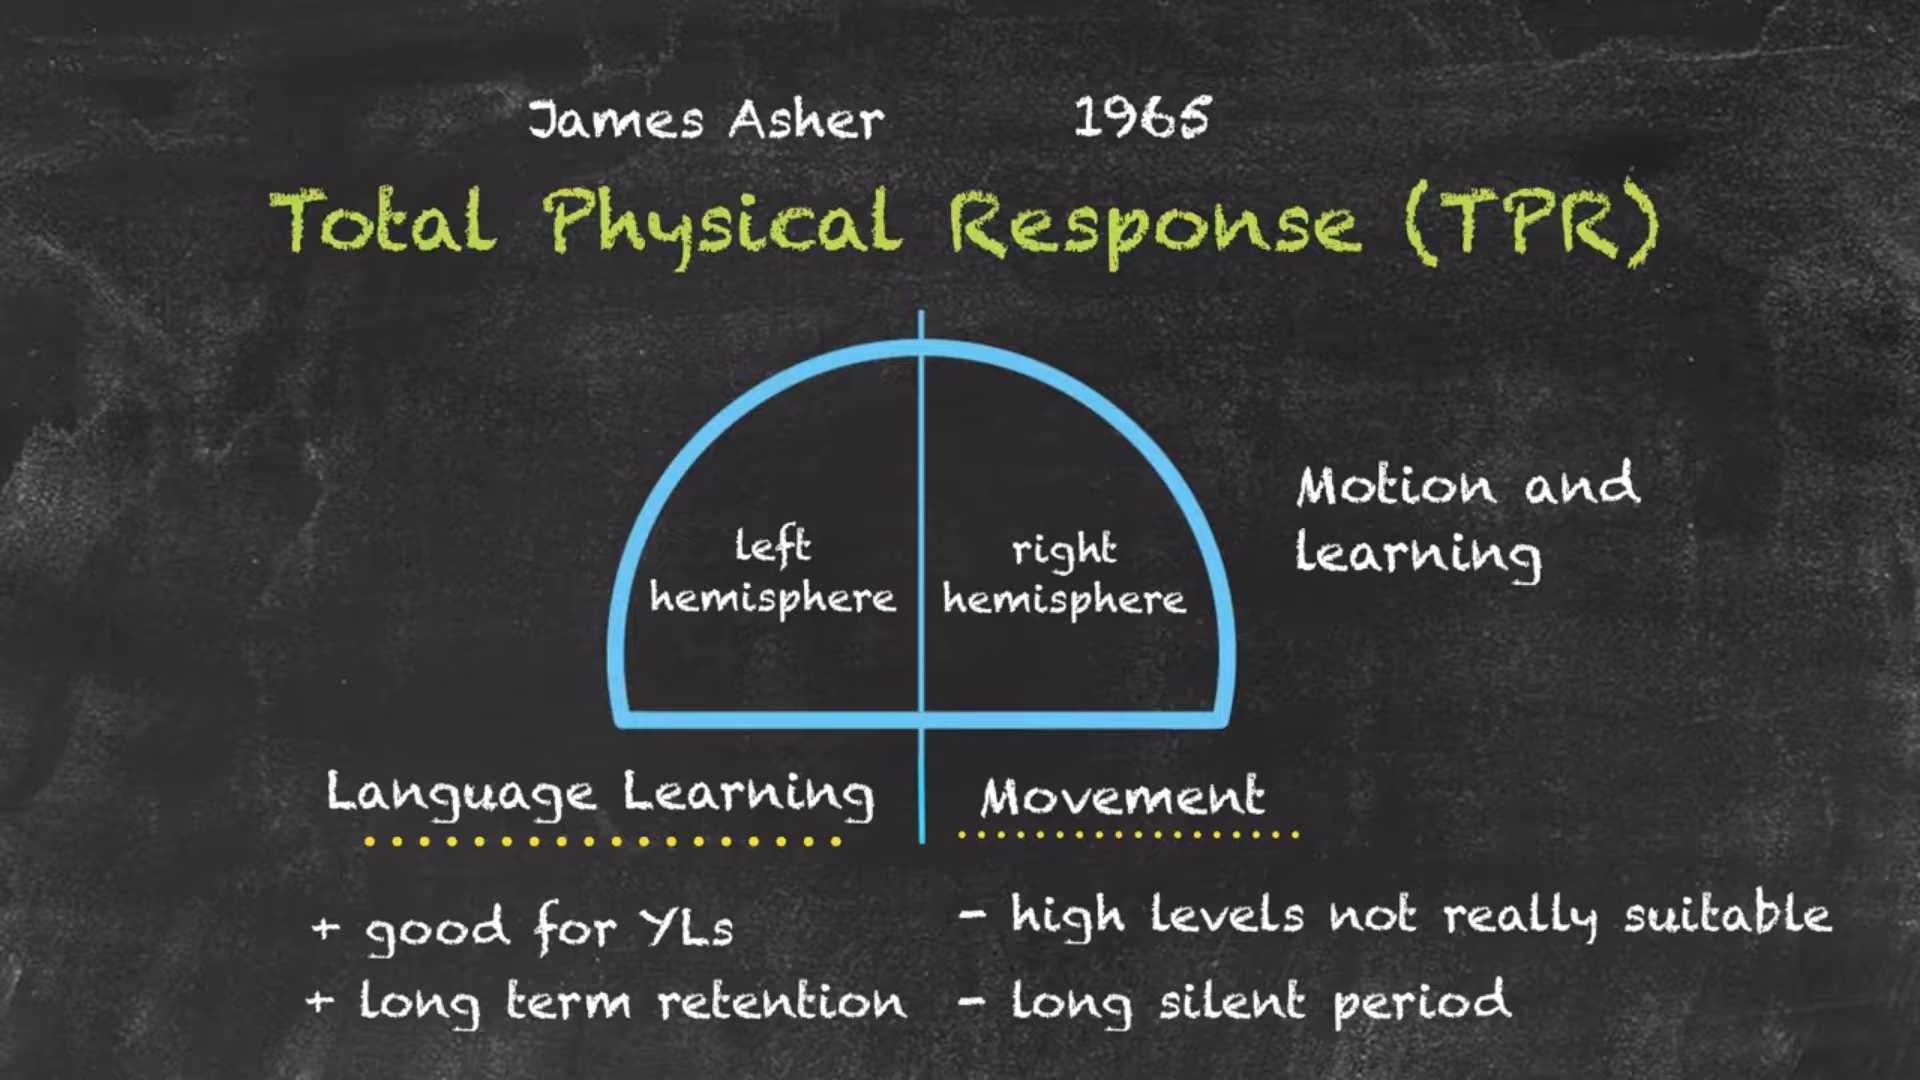 James Asher 1965
Total Physical Response (TPR)
left
hemisphere
right
hemisphere
Motion and
learning
Language Learning
Movement
+ good for YLs
+ long term retention
- high levels not really suitable
- long silent period